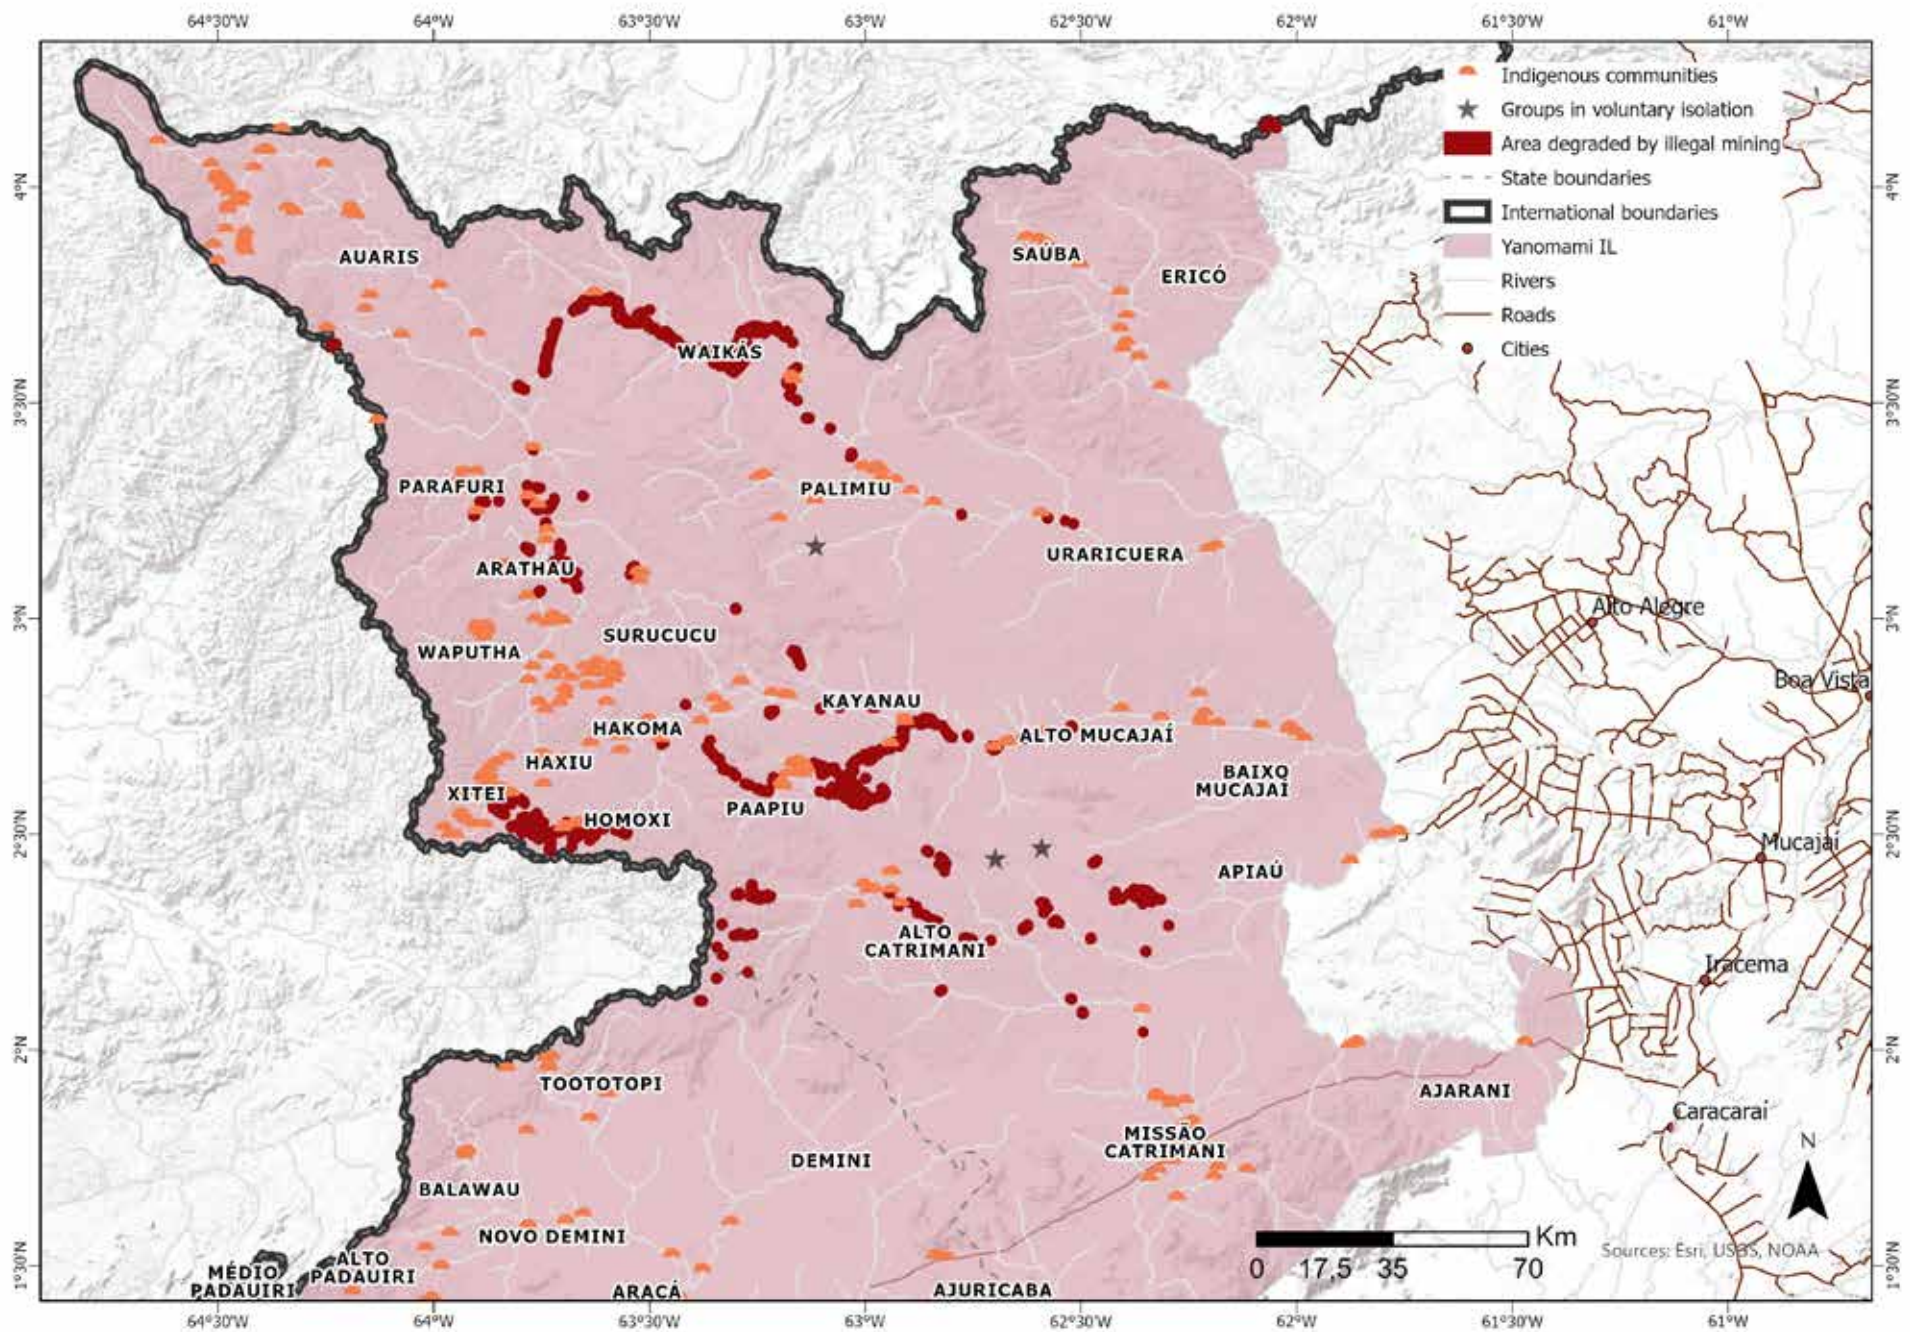 64°30'W 64°W 63°30'W 63°W 62°30'W 62°W 61°30'W 61°W
Indigenous communities
Groups in voluntary isolation
Area degraded by illegal mining
State boundaries
International boundaries
Yanomami IL
Rivers
Roads
Cities
4°N 4°N
AUARIS
SAÚBA
ERICÓ
WAIKÁS
3°30'N 3°30'N
PARAFURI
PALIMIU
URARICUERA
ARATHAU
3°N 3°N
Alto Alegre
SURUCUCU
WAPUTHA
Boa Vista
KAYANAU
HAKOMA
ALTO MUCAJAÍ
HAXIU
BAIXO
MUCAJAÍ
XITEI
PAAPIU
HOMOXI
2°30'N 2°30'N
Mucajaí
APIAÚ
ALTO
CATRIMANI
Iracema
2°N 2°N
TOOTOTOPI
AJARANI
Caracaraí
MISSÃO
CATRIMANI
DEMINI
N
BALAWAU
NOVO DEMINI
Km
0 17,5 35 70
Sources: Esri, USGS, NOAA
1°30'N 1°30'N
MÉDIO
PADAUIRI
ALTO
PADAUIRI
ARACÁ
AJURICABA
64°30'W 64°W 63°30'W 63°W 62°30'W 62°W 61°30'W 61°W